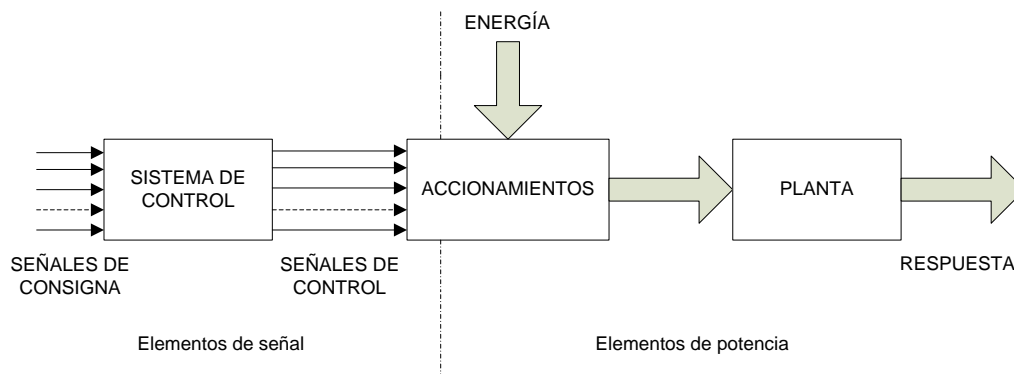 ENERGÍA
SISTEMA DE
CONTROL
ACCIONAMIENTOS
PLANTA
SEÑALES DE
CONSIGNA
SEÑALES DE
CONTROL
RESPUESTA
Elementos de señal
Elementos de potencia